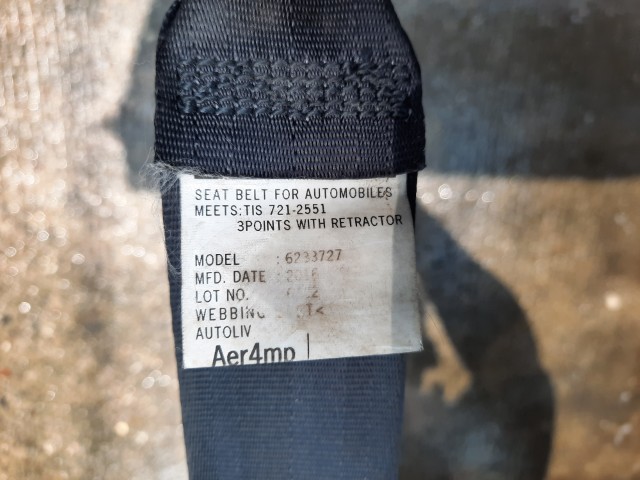 SEAT BELT FOR AUTOMOBILES
MEETS:TIS 721-2551
3POINTS WITH RETRACTOR
MODEL : 6233727
MFD. DATE :
LOT NO.
WEBBING
AUTOLIV
Aer4mp